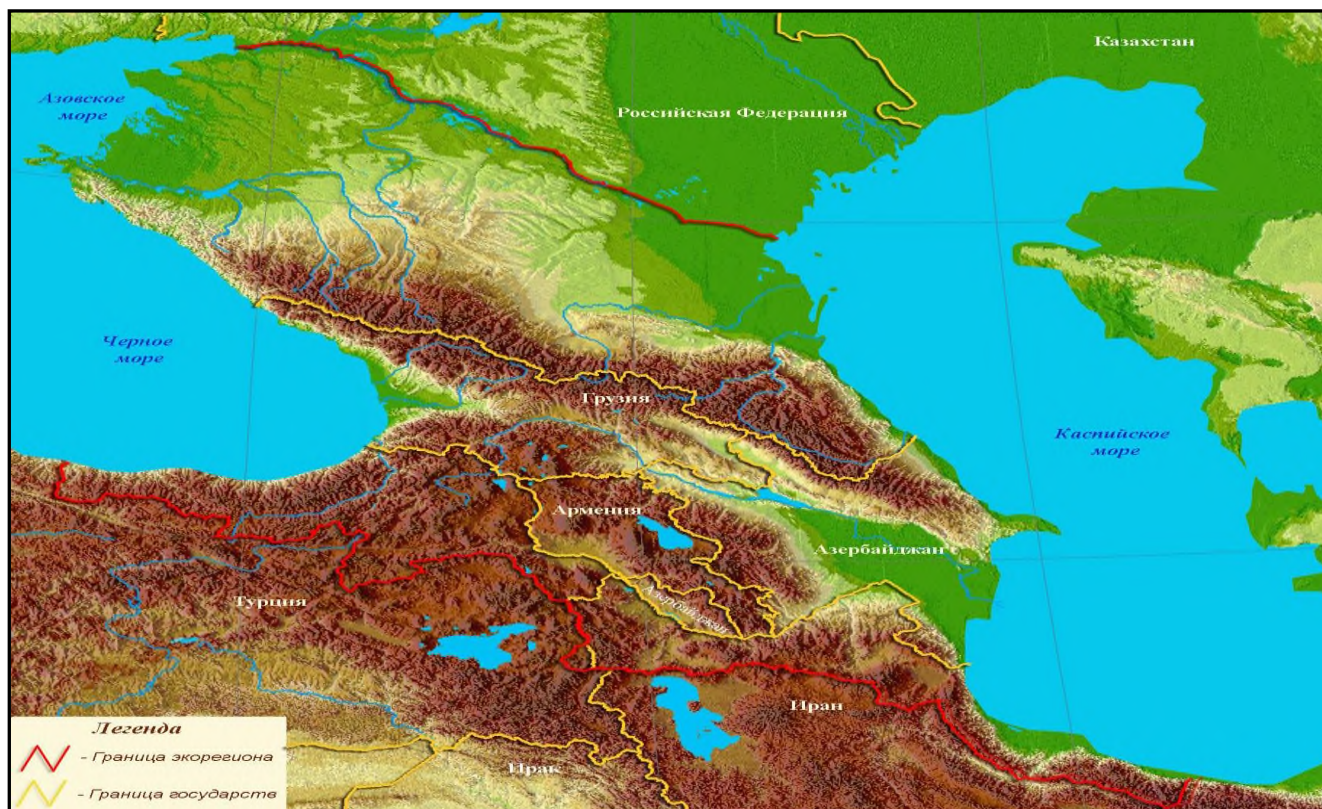 Казахстан
Азовское
море
Российская Федерация
Черное
море
Грузия
Каспийское
море
Армения
Азербайджан
Турция
Азербайджан
Иран
Ирак
Легенда
- Граница экорегиона
- Граница государств